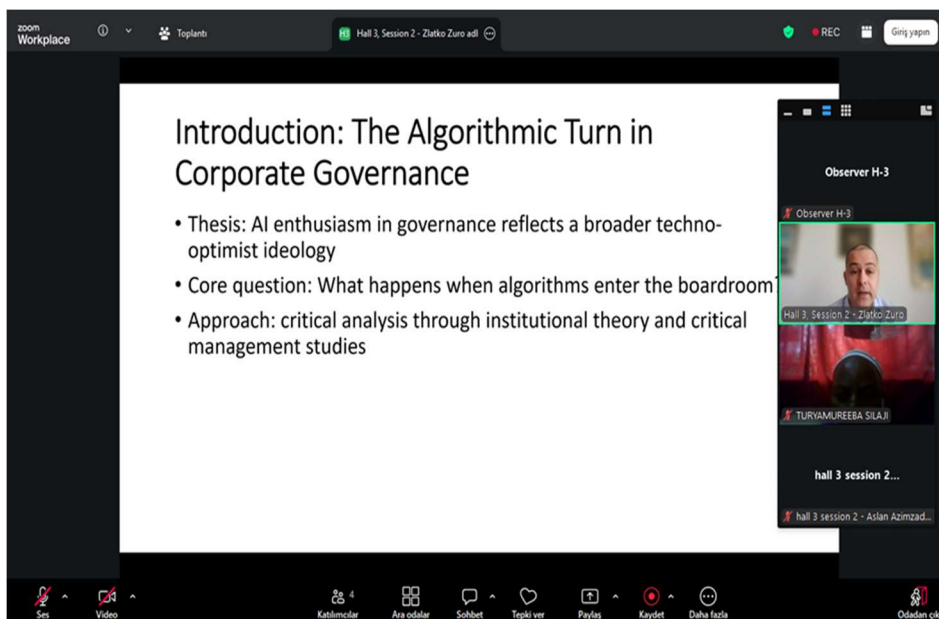 zoom
Workplace
Toplantı
H3 Hall 3, Session 2 - Zlatko Zuro adl
REC
Giriş yapın
Introduction: The Algorithmic Turn in
Corporate Governance
• Thesis: AI enthusiasm in governance reflects a broader techno-
optimist ideology
• Core question: What happens when algorithms enter the boardroom?
• Approach: critical analysis through institutional theory and critical
management studies
Observer H-3
Observer H-3
Hall 3, Session 2 - Zlatko Zuro
TURYAMUREEBA SILAJI
hall 3 session 2...
hall 3 session 2 - Aslan Azimzad...
Ses
Video
4
Katılımcılar
Ara odalar
Sohbet
Tepki ver
Paylaş
Kaydet
Daha fazla
Odadan çık